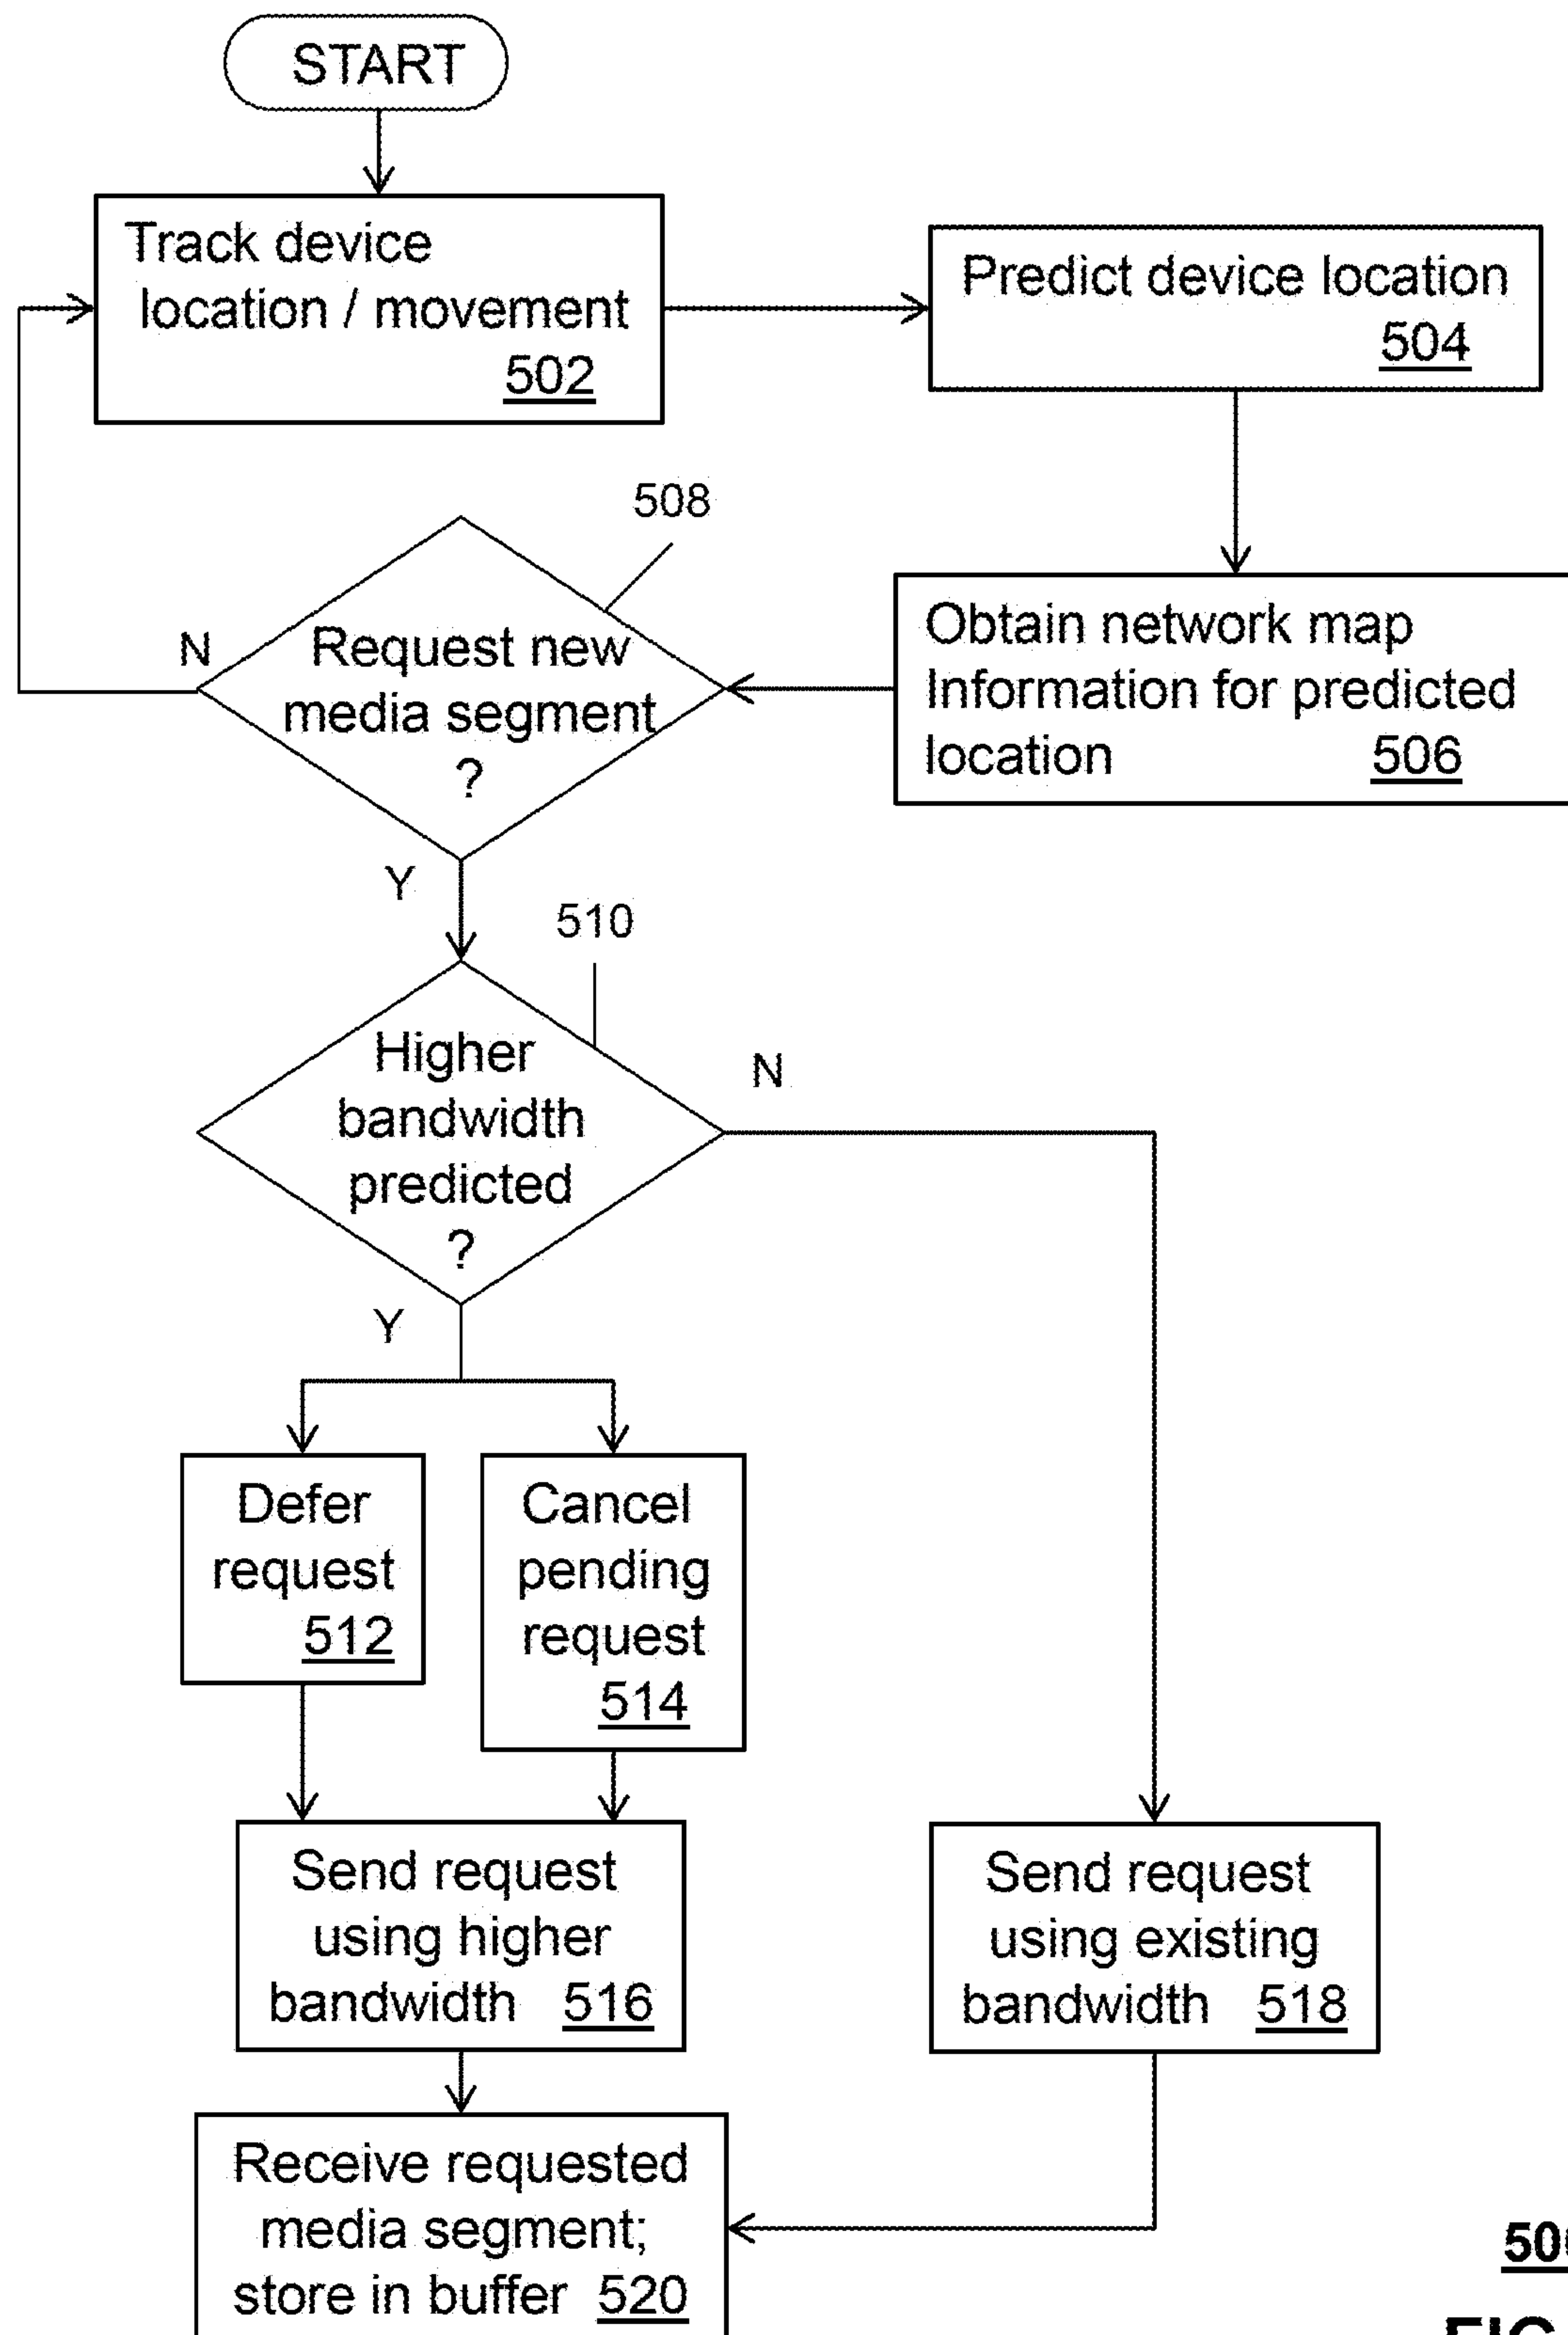 START
Track device
location / movement
502
Predict device location
504
508
N
Request new
media segment
?
Obtain network map
Information for predicted
location 506
Y
510
Higher
bandwidth
predicted
?
N
Y
Defer
request
512
Cancel
pending
request
514
Send request
using higher
bandwidth 516
Send request
using existing
bandwidth 518
Receive requested
media segment;
store in buffer 520